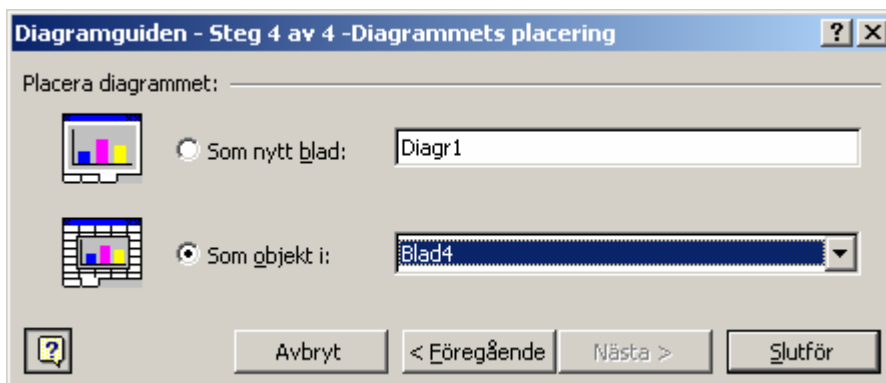 Diagramguiden - Steg 4 av 4 -Diagrammets placering
Placera diagrammet:
Som nytt blad: Diagr1
Som objekt i: Blad4
Avbryt < Föregående Nästa > Slutför